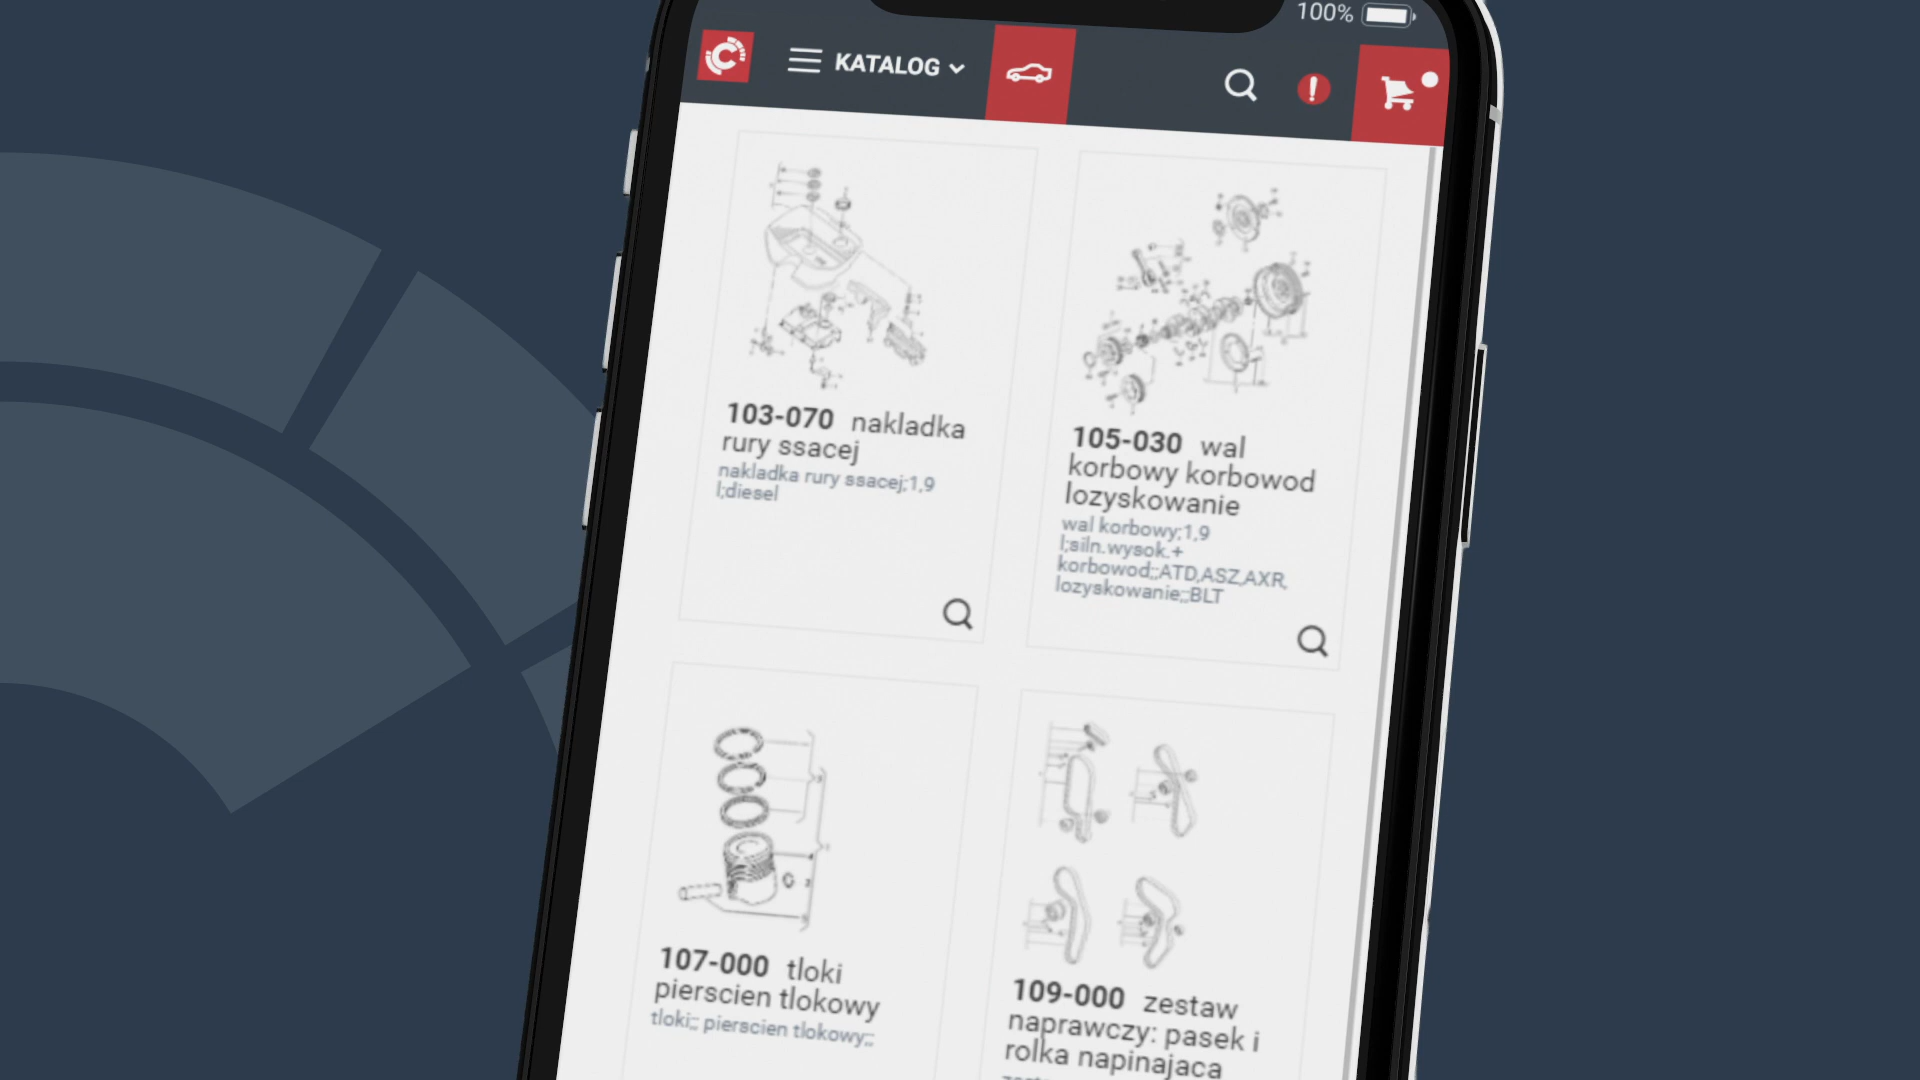 100%
KATALOG
103-070 nakladka
rury ssacej
nakladka rury ssacej;1,9
l;diesel
105-030 wal
korbowy korbowod
lozyskowanie
wal korbowy;1,9
l;siln.wysok.+
korbowod;;ATD,ASZ,AXR,
lozyskowanie;;BLT
107-000 tloki
pierscien tlokowy
tloki;; pierscien tlokowy;;
109-000 zestaw
naprawczy: pasek i
rolka napinajaca